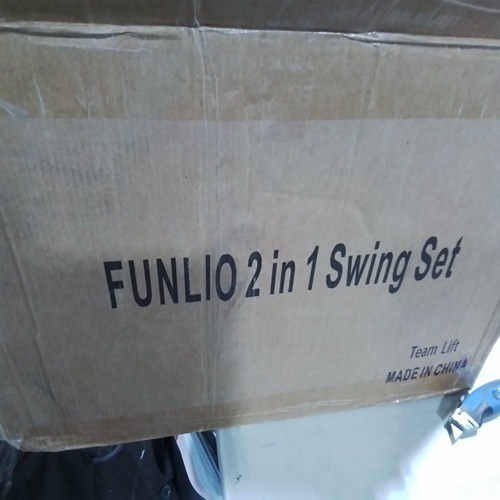 FUNLIO 2 in 1 Swing Set
Team Lift
MADE IN CHINA